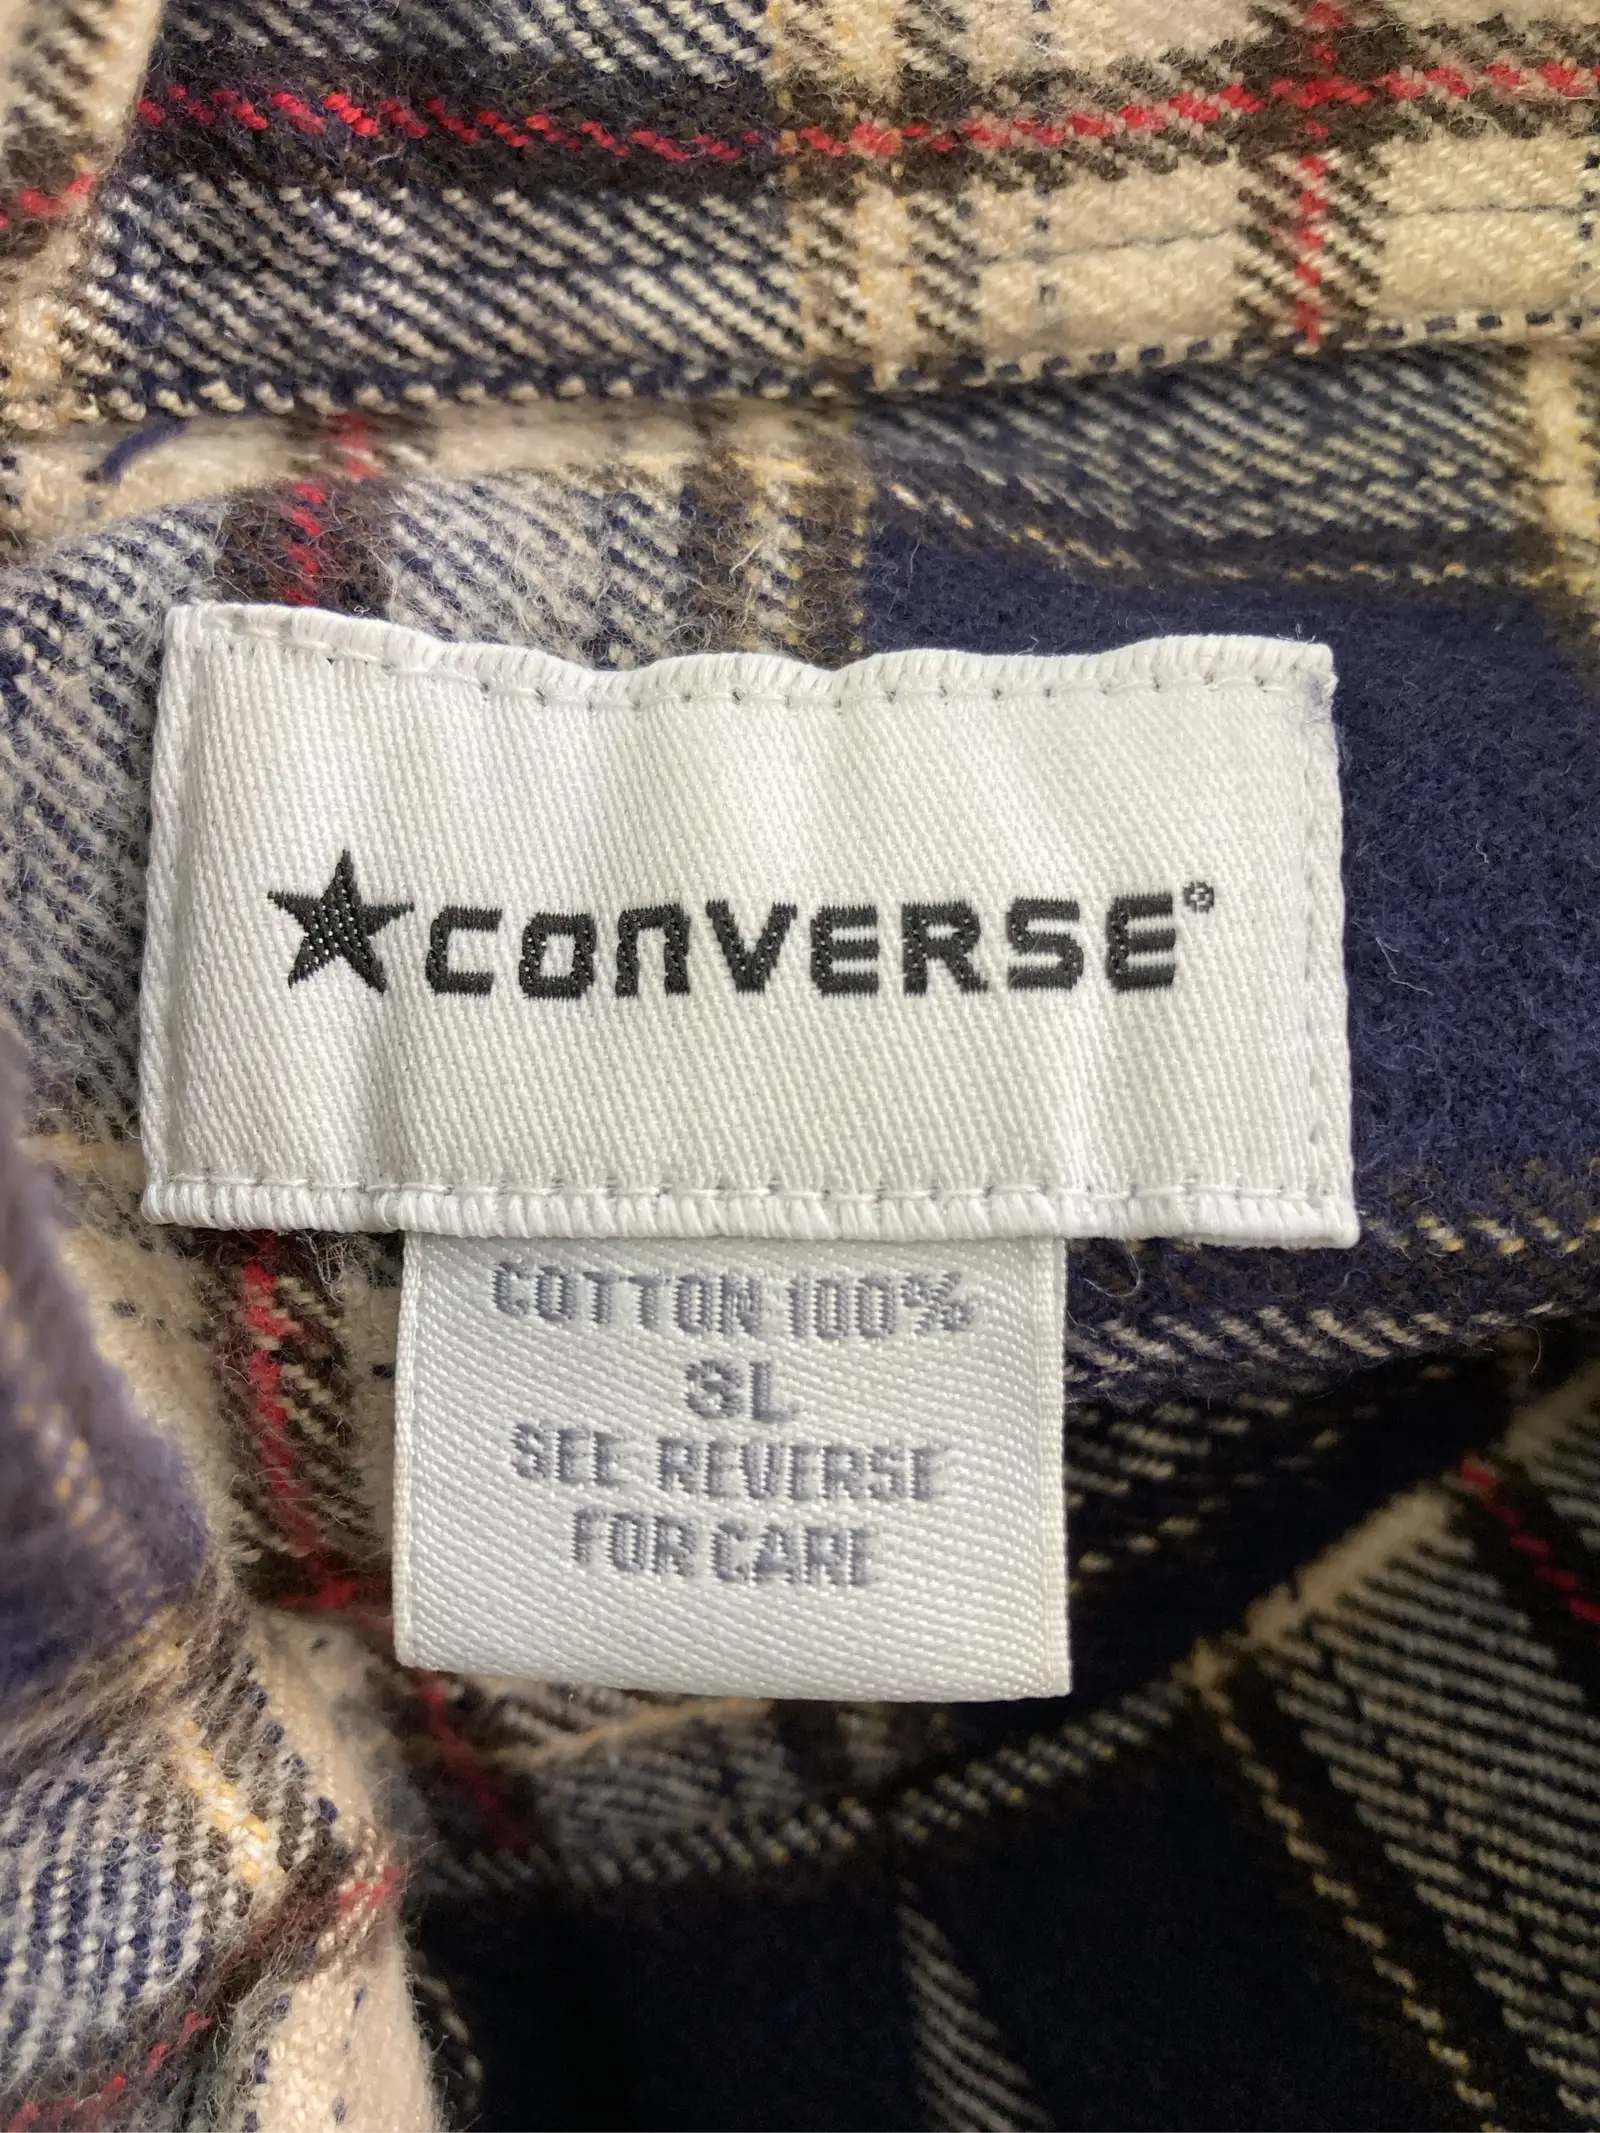 CONVERSE®
COTTON 100%
3L
SEE REVERSE
FOR CARE